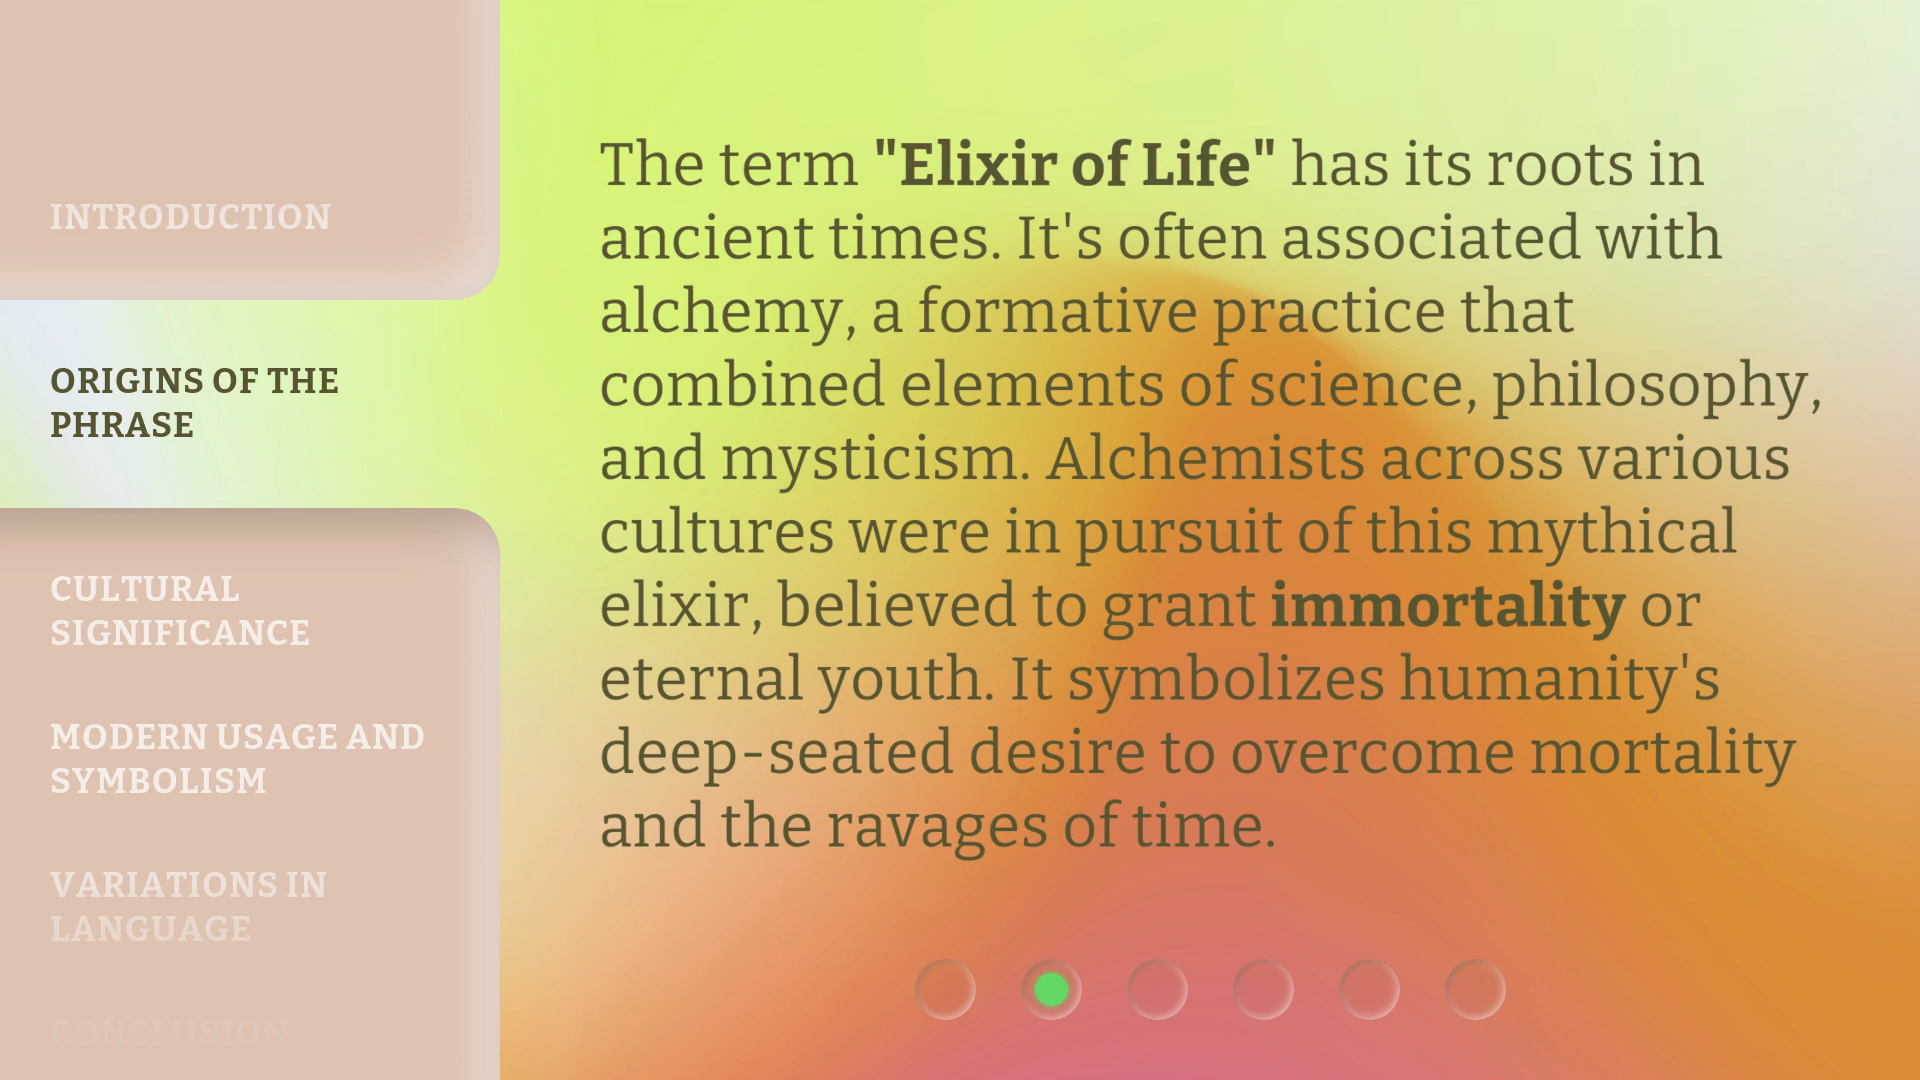 INTRODUCTION
ORIGINS OF THE
PHRASE
CULTURAL
SIGNIFICANCE
MODERN USAGE AND
SYMBOLISM
VARIATIONS IN
LANGUAGE
CONCLUSION
The term "Elixir of Life" has its roots in
ancient times. It's often associated with
alchemy, a formative practice that
combined elements of science, philosophy,
and mysticism. Alchemists across various
cultures were in pursuit of this mythical
elixir, believed to grant immortality or
eternal youth. It symbolizes humanity's
deep-seated desire to overcome mortality
and the ravages of time.